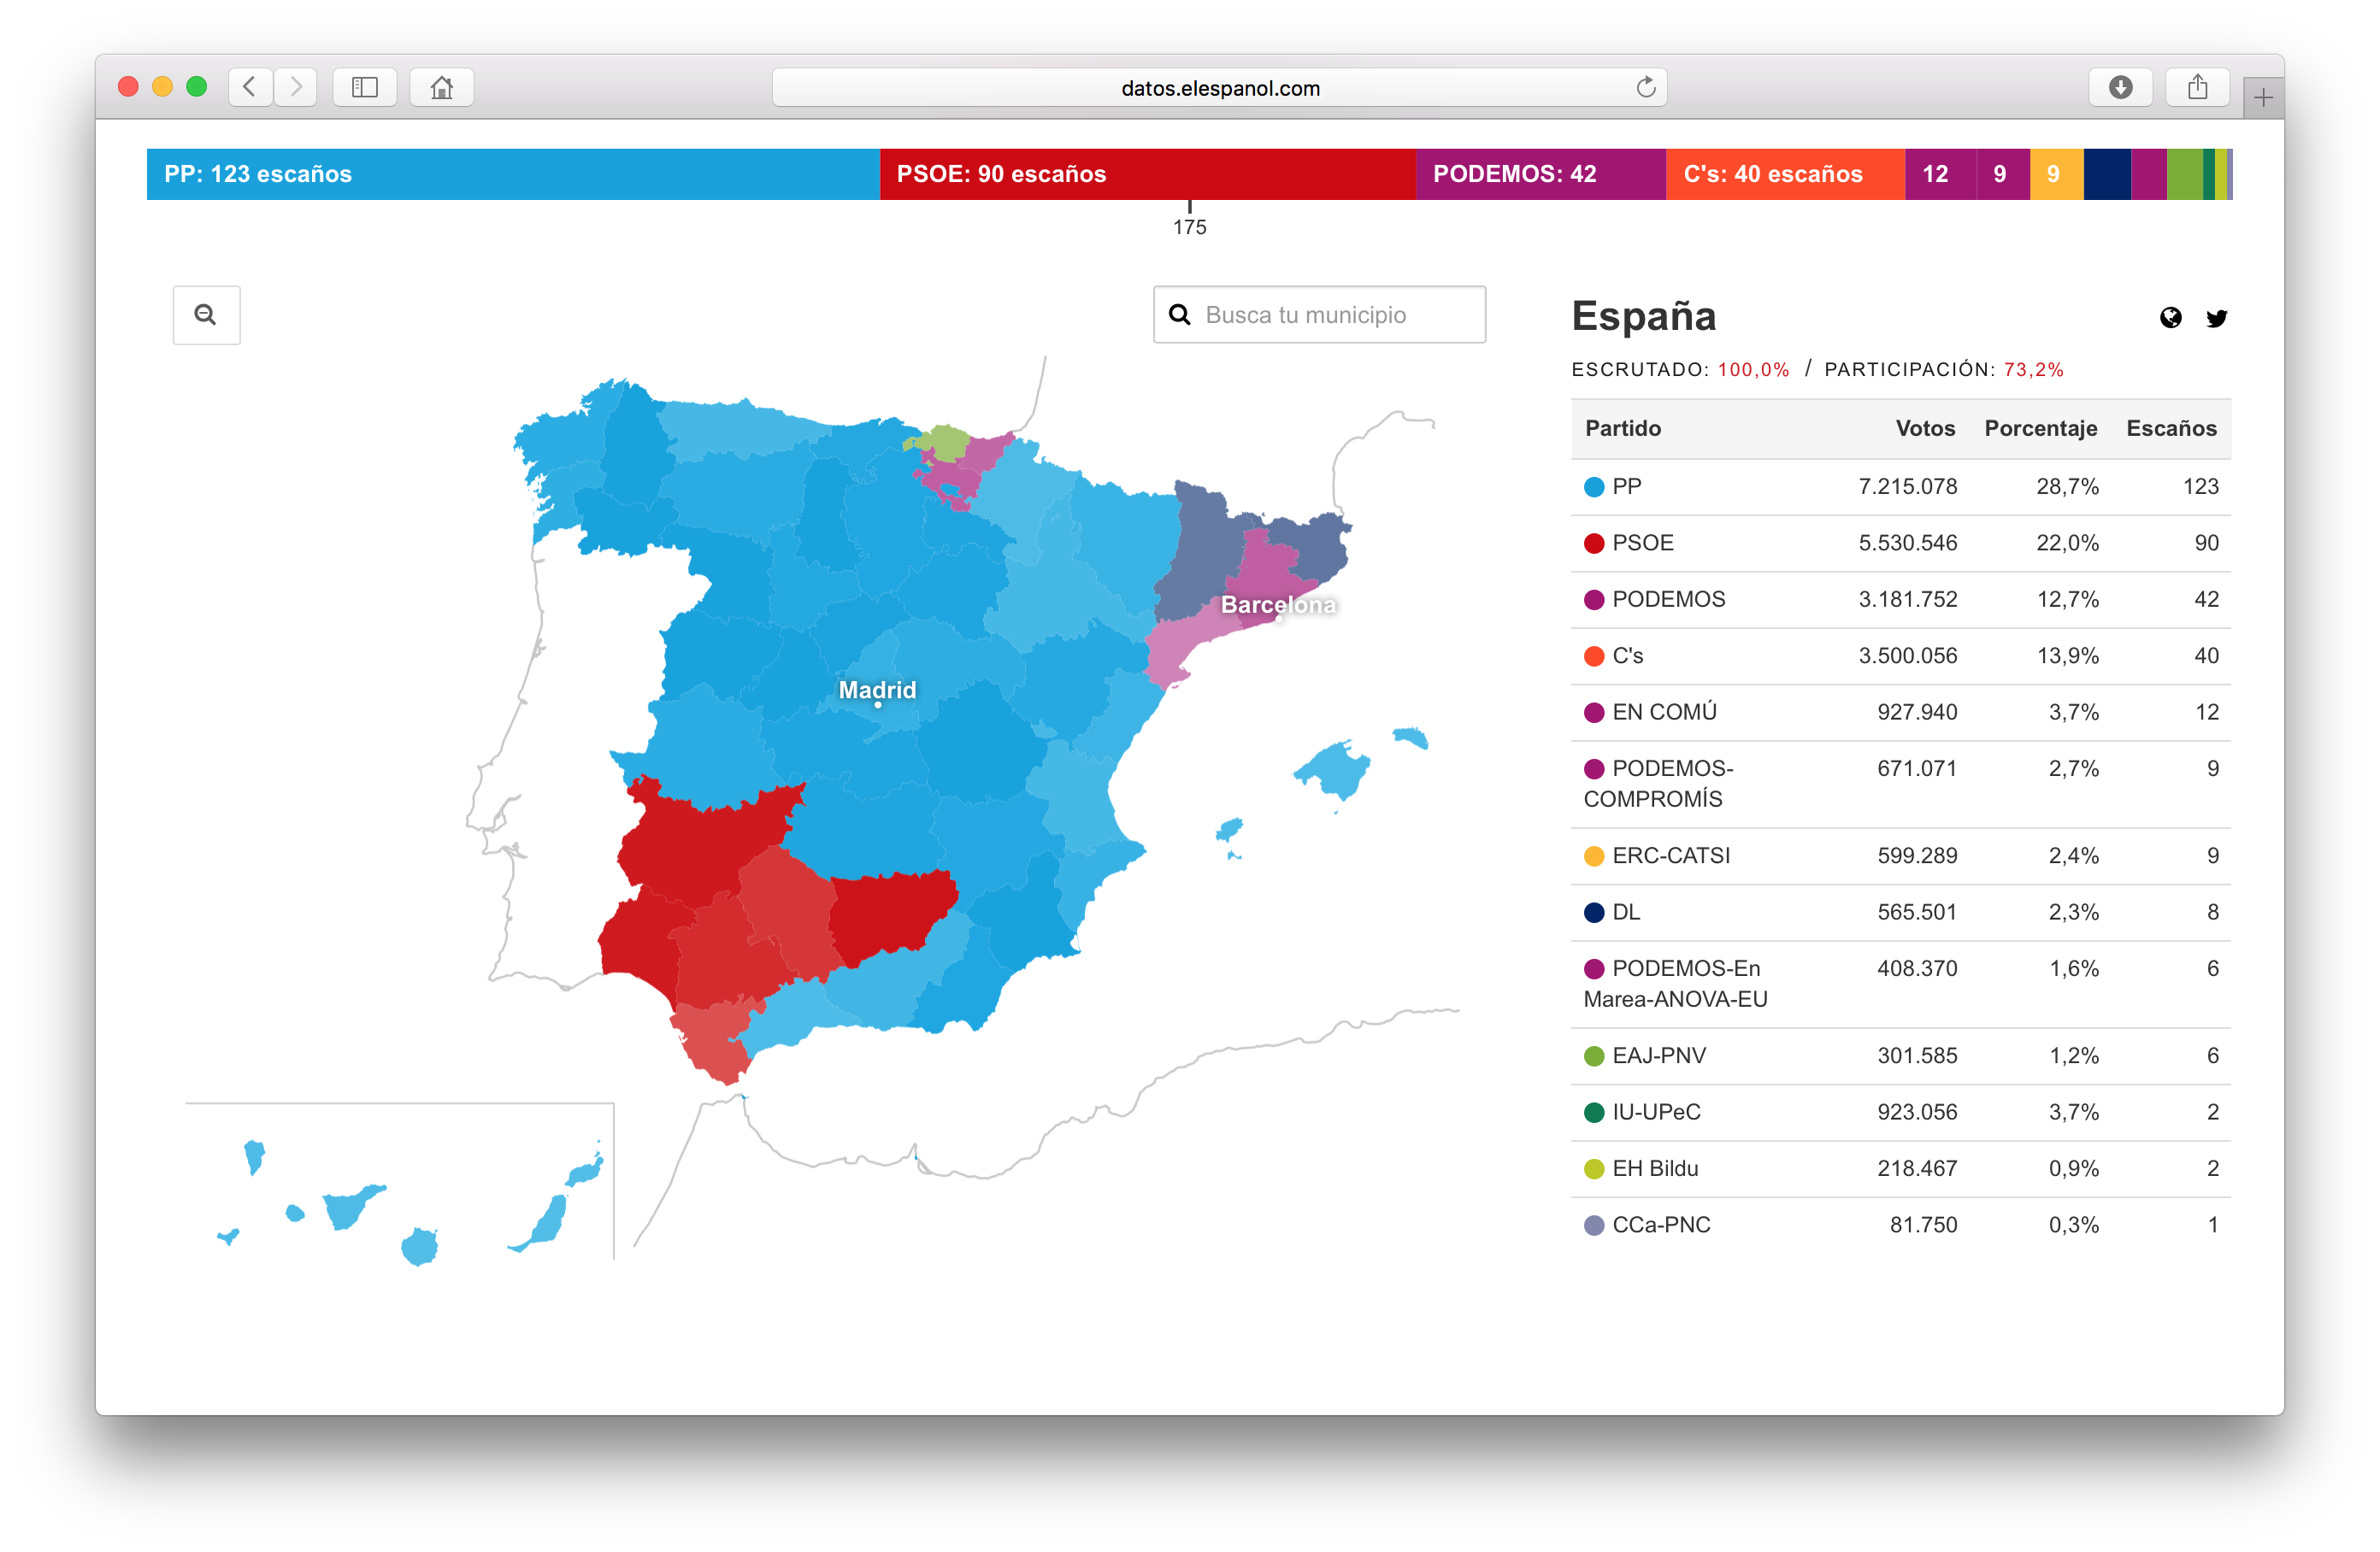 datos.elespanol.com
PP: 123 escaños PSOE: 90 escaños PODEMOS: 42 C's: 40 escaños 12 9 9
175
Busca tu municipio
Barcelona
Madrid
España
ESCRUTADO: 100,0% / PARTICIPACIÓN: 73,2%
Partido Votos Porcentaje Escaños
PP 7.215.078 28,7% 123
PSOE 5.530.546 22,0% 90
PODEMOS 3.181.752 12,7% 42
C's 3.500.056 13,9% 40
EN COMÚ 927.940 3,7% 12
PODEMOS- 671.071 2,7% 9
COMPROMÍS
ERC-CATSI 599.289 2,4% 9
DL 565.501 2,3% 8
PODEMOS-En 408.370 1,6% 6
Marea-ANOVA-EU
EAJ-PNV 301.585 1,2% 6
IU-UPeC 923.056 3,7% 2
EH Bildu 218.467 0,9% 2
CCa-PNC 81.750 0,3% 1